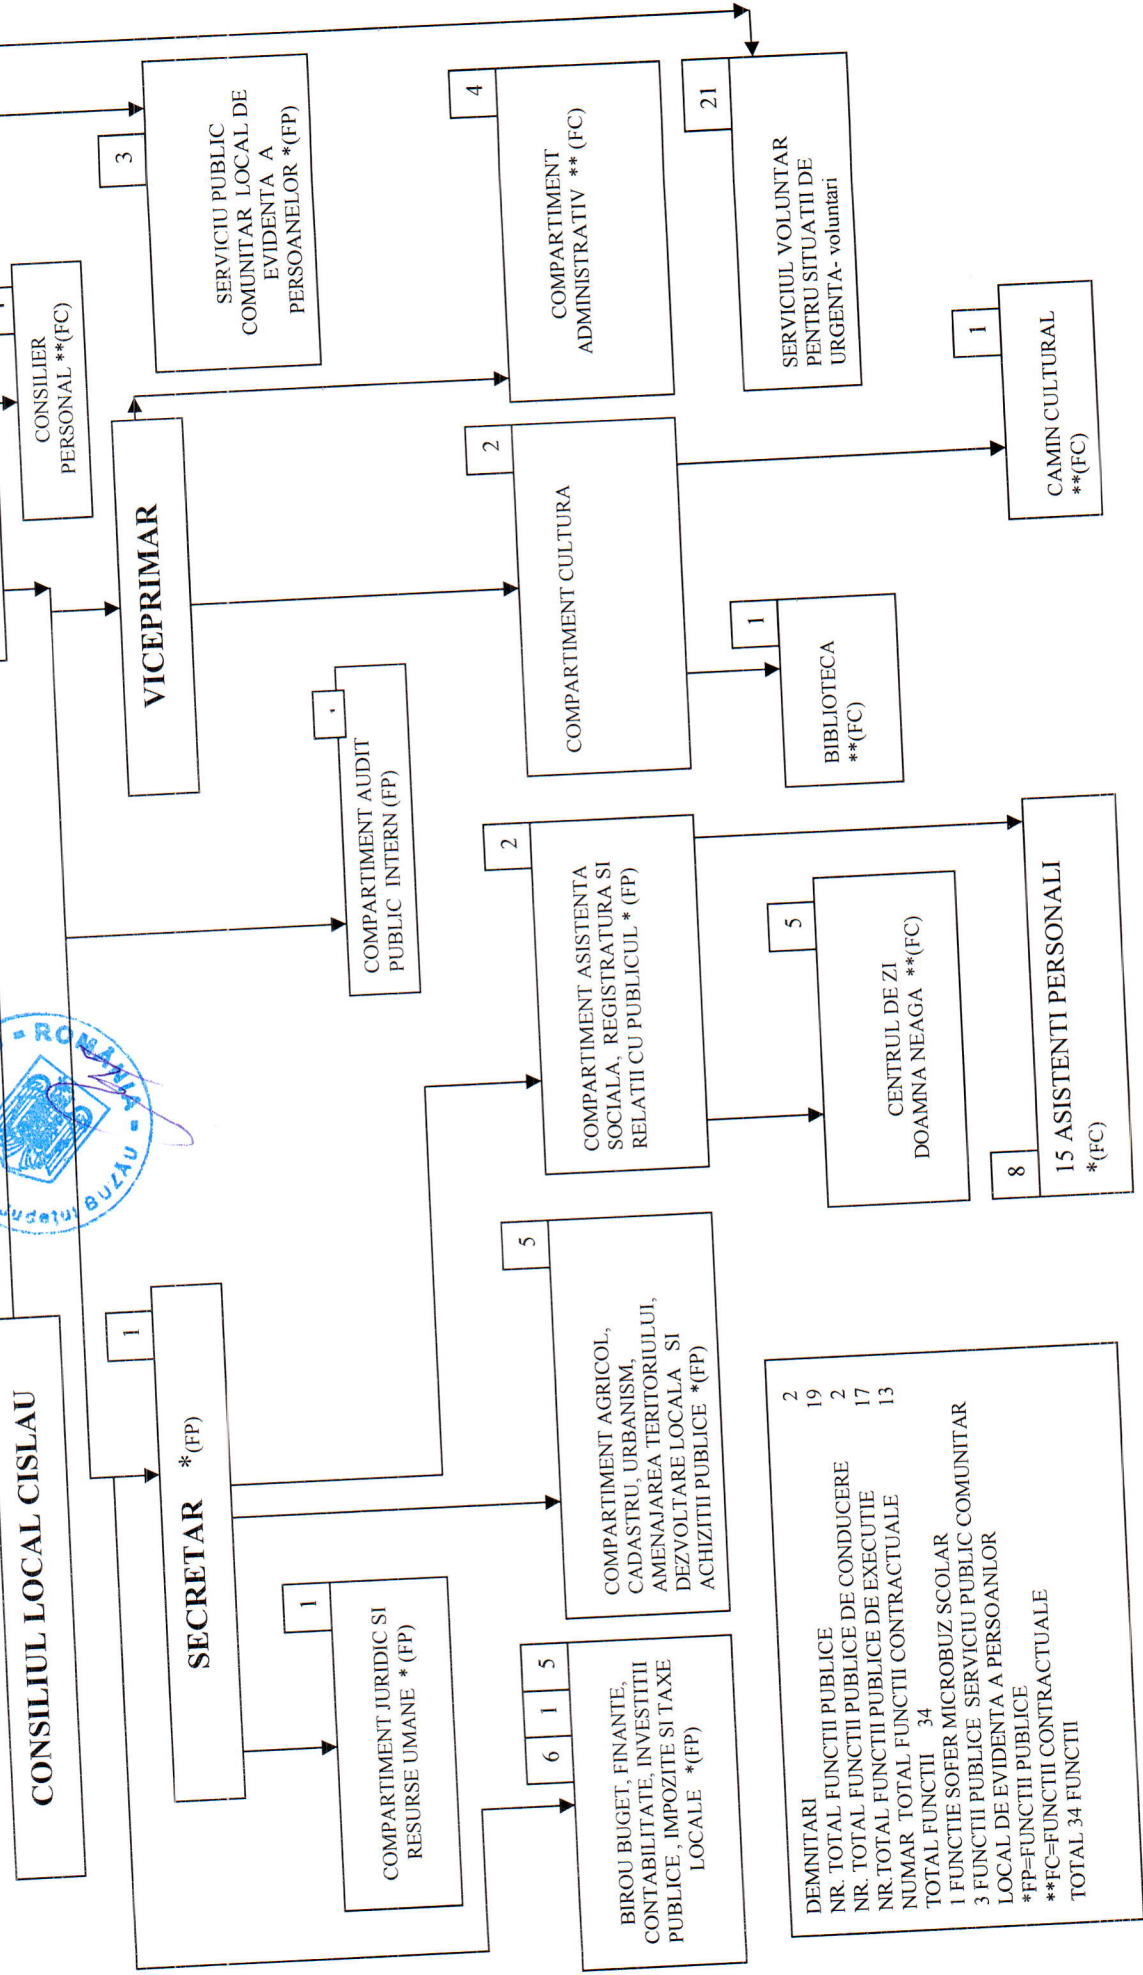 CONSILIUL LOCAL CISLAU
ROMÂNIA
Județul BUZĂU
CONSILIER
PERSONAL **(FC)
3
SERVICIU PUBLIC
COMUNITAR LOCAL DE
EVIDENTA A
PERSOANELOR *(FP)
1
SECRETAR *(FP)
VICEPRIMAR
COMPARTIMENT AUDIT
PUBLIC INTERN (FP)
1
COMPARTIMENT JURIDIC SI
RESURSE UMANE * (FP)
6 1 5
BIROU BUGET, FINANTE,
CONTABILITATE, INVESTITII
PUBLICE , IMPOZITE SI TAXE
LOCALE *(FP)
5
COMPARTIMENT AGRICOL,
CADASTRU, URBANISM,
AMENAJAREA TERITORIULUI,
DEZVOLTARE LOCALA SI
ACHIZITII PUBLICE *(FP)
2
COMPARTIMENT ASISTENTA
SOCIALA, REGISTRATURA SI
RELATII CU PUBLICUL * (FP)
2
COMPARTIMENT CULTURA
4
COMPARTIMENT
ADMINISTRATIV ** (FC)
21
SERVICIUL VOLUNTAR
PENTRU SITUATII DE
URGENTA- voluntari
1
BIBLIOTECA
**(FC)
1
CAMIN CULTURAL
**(FC)
5
CENTRUL DE ZI
DOAMNA NEAGA **(FC)
8
15 ASISTENTI PERSONALI
*(FC)
DEMNITARI 2
NR. TOTAL FUNCTII PUBLICE 19
NR. TOTAL FUNCTII PUBLICE DE CONDUCERE 2
NR.TOTAL FUNCTII PUBLICE DE EXECUTIE 17
NUMAR TOTAL FUNCTII CONTRACTUALE 13
TOTAL FUNCTII 34
1 FUNCTIE SOFER MICROBUZ SCOLAR
3 FUNCTII PUBLICE SERVICIU PUBLIC COMUNITAR
LOCAL DE EVIDENTA A PERSOANLOR
*FP=FUNCTII PUBLICE
**FC=FUNCTII CONTRACTUALE
TOTAL 34 FUNCTII